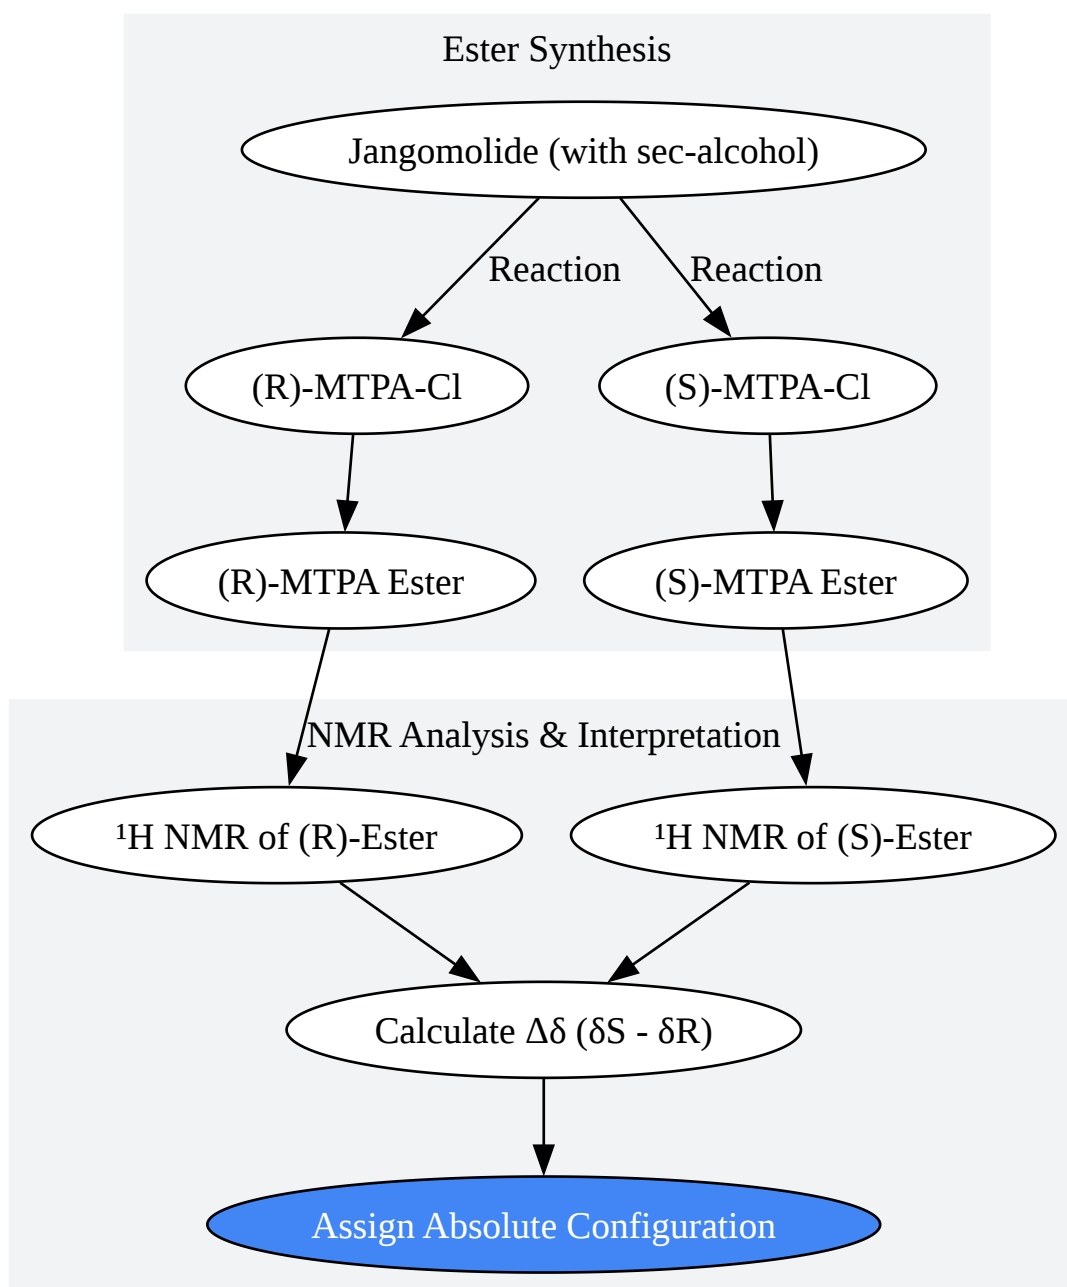 Ester Synthesis
Jangomolide (with sec-alcohol)
Reaction
Reaction
(R)-MTPA-Cl
(S)-MTPA-Cl
(R)-MTPA Ester
(S)-MTPA Ester
NMR Analysis & Interpretation
¹H NMR of (R)-Ester
¹H NMR of (S)-Ester
Calculate Δδ (δS - δR)
Assign Absolute Configuration